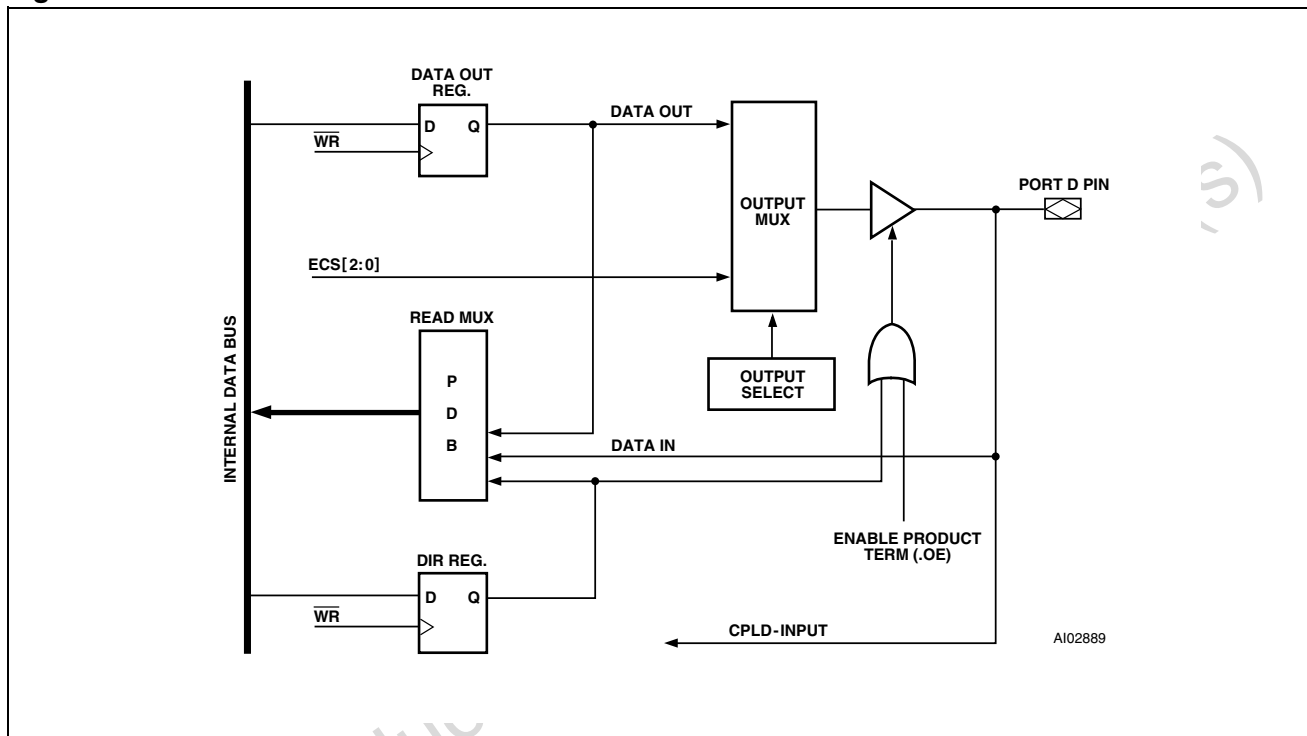 DATA OUT
REG.
D Q
WR
DATA OUT
OUTPUT
MUX
PORT D PIN
ECS[2:0]
READ MUX
P
D
B
INTERNAL DATA BUS
OUTPUT
SELECT
DATA IN
ENABLE PRODUCT
TERM (.OE)
DIR REG.
D Q
WR
CPLD-INPUT
AI02889